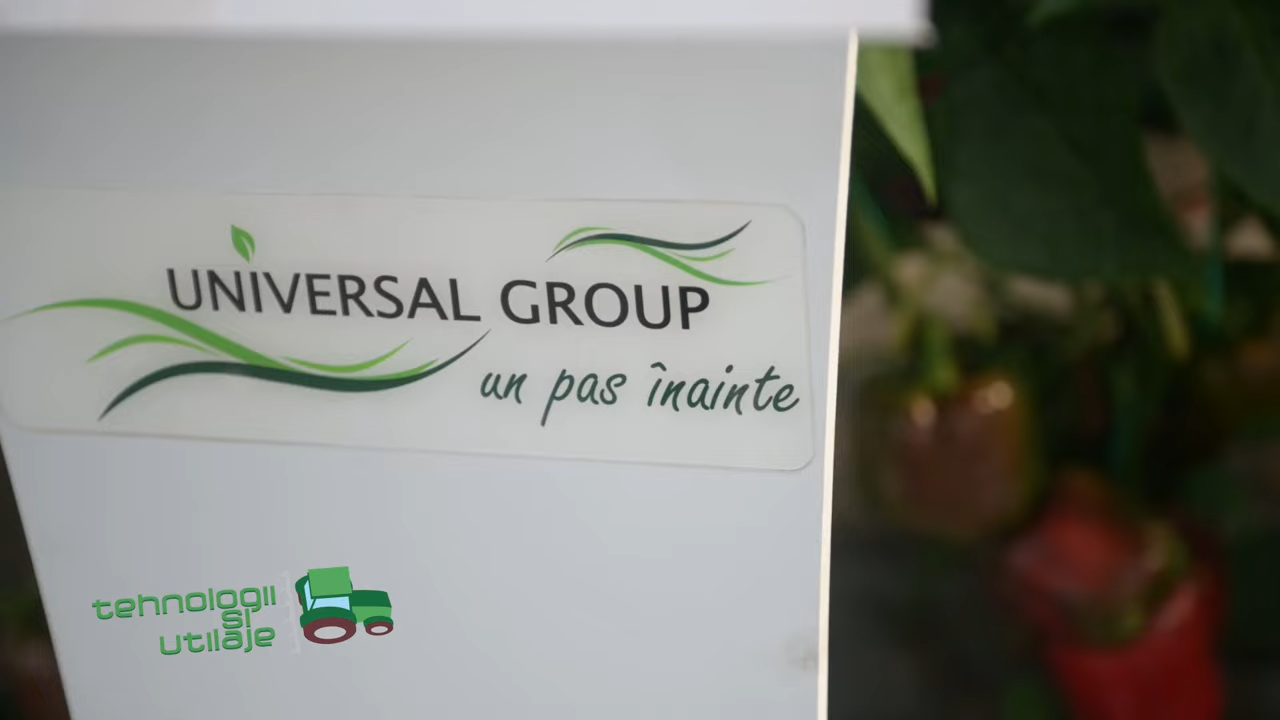 UNIVERSAL GROUP
un pas înainte
tehnologii
si
utilaje